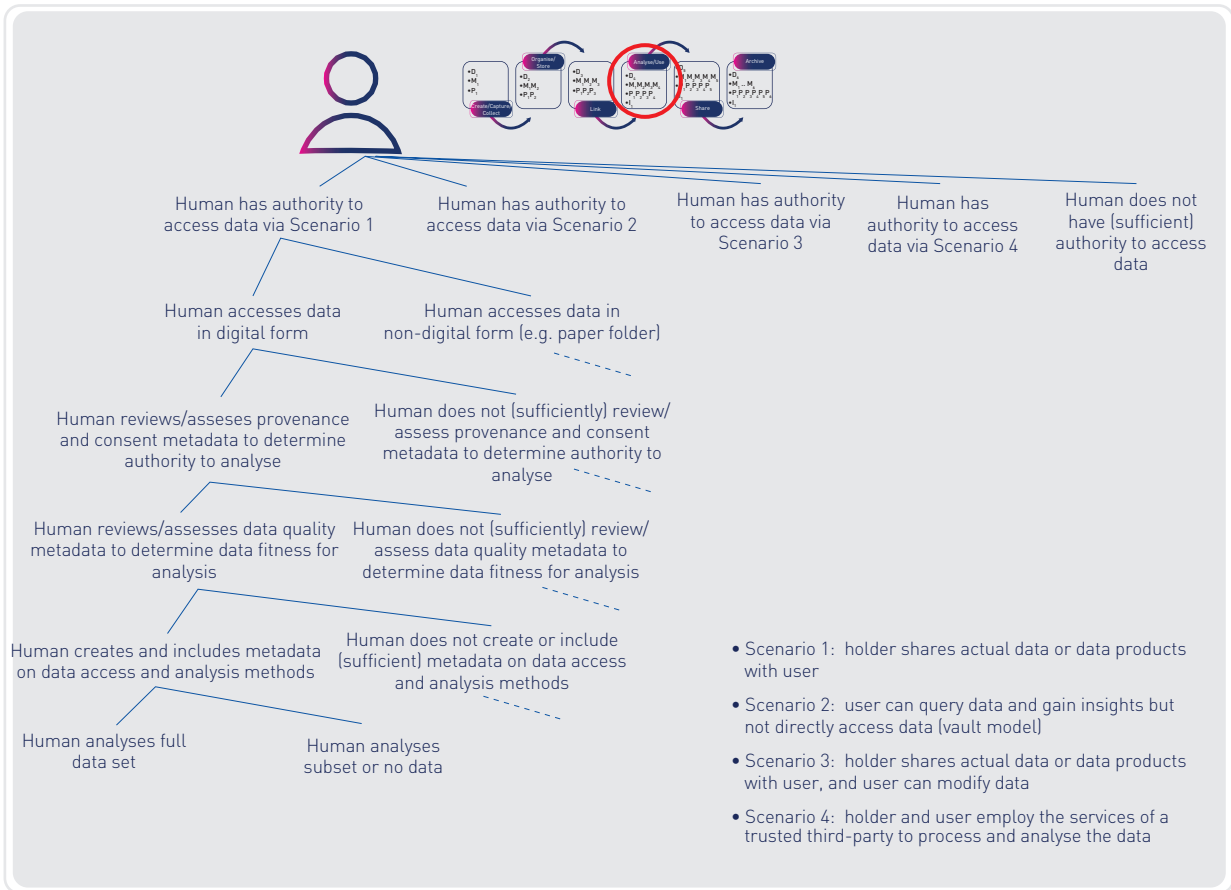 Organise/
Store
Analyse/Use
Archive
•D
•M
•P
Create/Capture/
Collect
Link
Share
Human has authority to
access data via Scenario 1
Human has authority to
access data via Scenario 2
Human has authority
to access data via
Scenario 3
Human has
authority to access
data via Scenario 4
Human does not
have (sufficient)
authority to access
data
Human accesses data
in digital form
Human accesses data in
non-digital form (e.g. paper folder)
Human reviews/asseses provenance
and consent metadata to determine
authority to analyse
Human does not (sufficiently) review/
assess provenance and consent
metadata to determine authority to
analyse
Human reviews/assesses data quality
metadata to determine data fitness for
analysis
Human does not (sufficiently) review/
assess data quality metadata to
determine data fitness for analysis
Human creates and includes metadata
on data access and analysis methods
Human does not create or include
(sufficient) metadata on data access
and analysis methods
Human analyses full
data set
Human analyses
subset or no data
• Scenario 1: holder shares actual data or data products
with user
• Scenario 2: user can query data and gain insights but
not directly access data (vault model)
• Scenario 3: holder shares actual data or data products
with user, and user can modify data
• Scenario 4: holder and user employ the services of a
trusted third-party to process and analyse the data